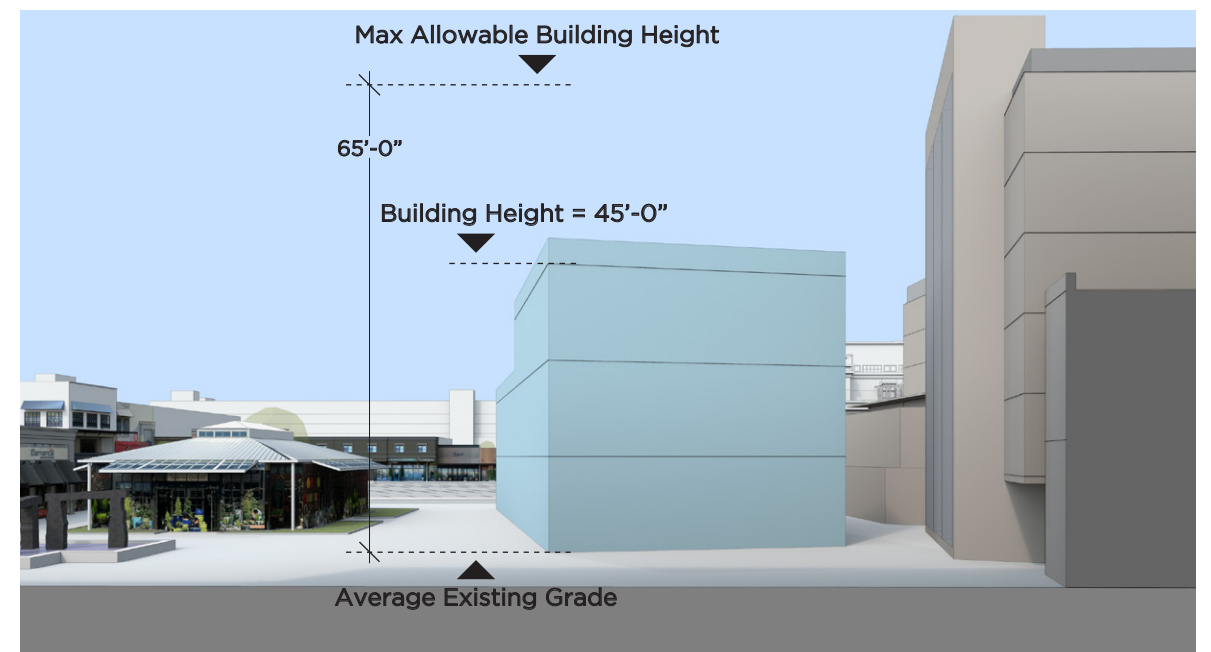 Max Allowable Building Height
65’-0”
Building Height = 45’-0”
Average Existing Grade